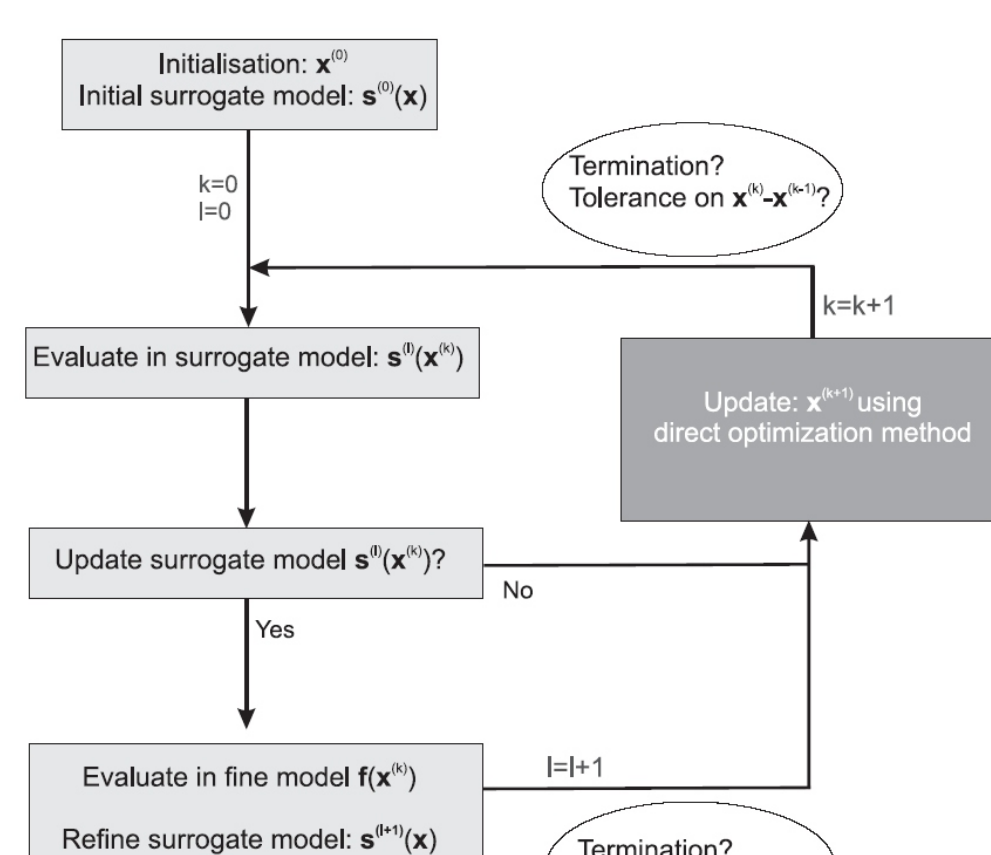 Initialisation: x^(0)
Initial surrogate model: s^(0)(x)
k=0
l=0
Termination?
Tolerance on x^(k)-x^(k-1)?
k=k+1
Evaluate in surrogate model: s^(l)(x^(k))
Update: x^(k+1) using
direct optimization method
Update surrogate model s^(l)(x^(k))?
No
Yes
Evaluate in fine model f(x^(k))
Refine surrogate model: s^(l+1)(x)
l=l+1
Termination?